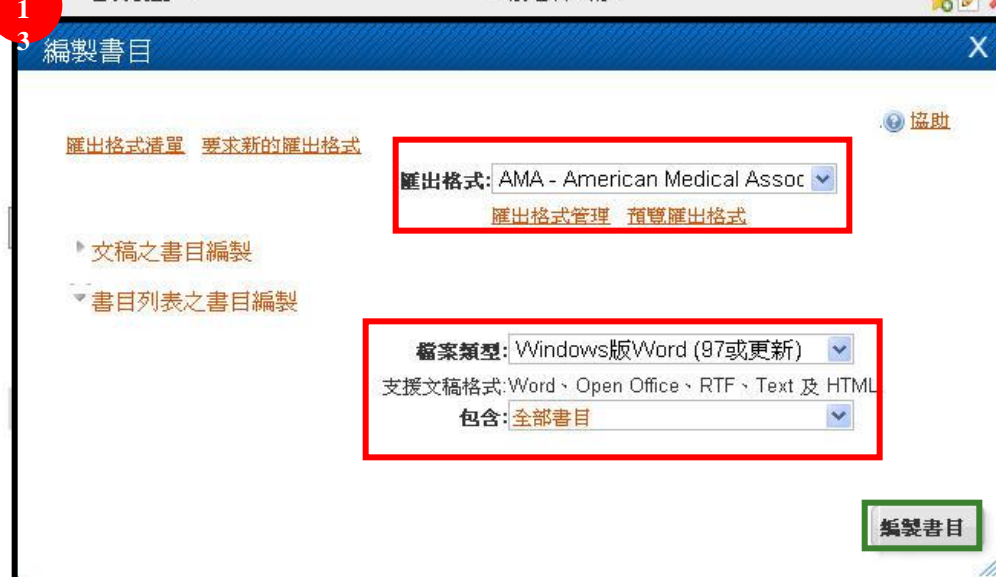 1
3
編製書目 X
協助
匯出格式清單 要求新的匯出格式
匯出格式: AMA - American Medical Assoc
匯出格式管理 預覽匯出格式
文稿之書目編製
書目列表之書目編製
檔案類型: Windows版Word (97或更新)
支援文稿格式:Word、Open Office、RTF、Text 及 HTML
包含: 全部書目
編製書目